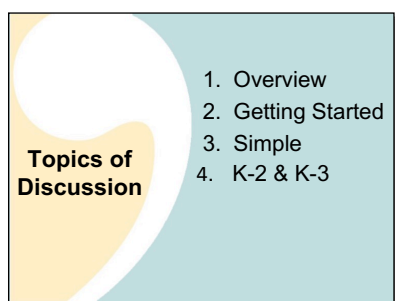 Topics of
Discussion
1. Overview
2. Getting Started
3. Simple
4. K-2 & K-3